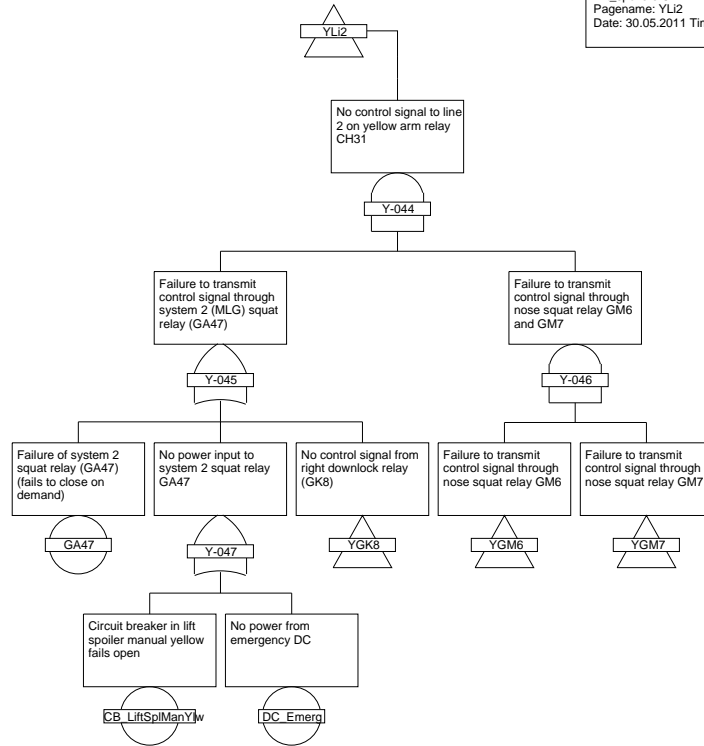 Pagename: YLi2
Date: 30.05.2011
YLi2
No control signal to line
2 on yellow arm relay
CH31
Y-044
Failure to transmit
control signal through
system 2 (MLG) squat
relay (GA47)
Failure to transmit
control signal through
nose squat relay GM6
and GM7
Y-045
Y-046
Failure of system 2
squat relay (GA47)
(fails to close on
demand)
No power input to
system 2 squat relay
GA47
No control signal from
right downlock relay
(GK8)
Failure to transmit
control signal through
nose squat relay GM6
Failure to transmit
control signal through
nose squat relay GM7
GA47
Y-047
YGK8
YGM6
YGM7
Circuit breaker in lift
spoiler manual yellow
fails open
No power from
emergency DC
CB_LiftSplManYlw
DC_Emerg